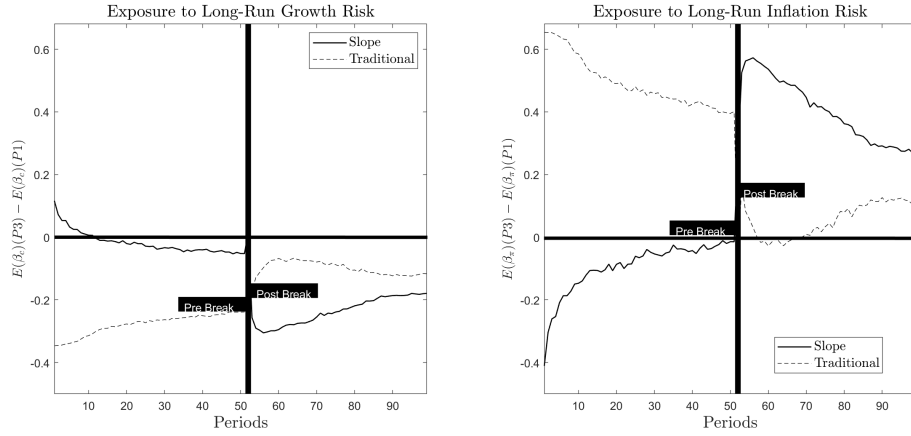 Exposure to Long-Run Growth Risk
0.6
0.4
0.2
0
-0.2
-0.4
E(βc)(P3) − E(βc)(P1)
Slope
Traditional
Pre Break
Post Break
10 20 30 40 50 60 70 80 90
Periods
Exposure to Long-Run Inflation Risk
0.6
0.4
0.2
0
-0.2
-0.4
E(βπ)(P3) − E(βπ)(P1)
Post Break
Pre Break
Slope
Traditional
10 20 30 40 50 60 70 80 90
Periods